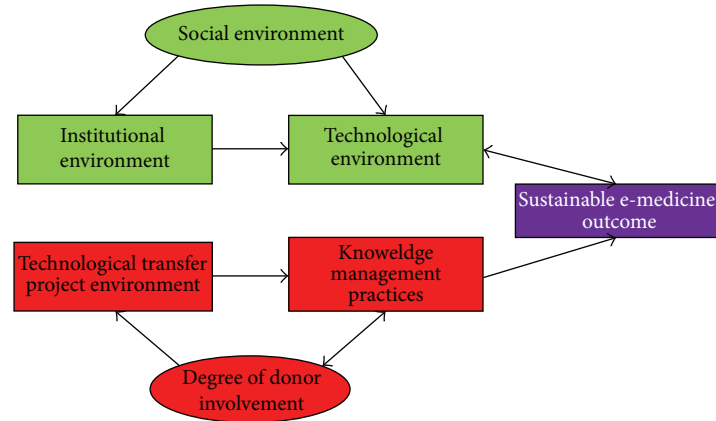 Social environment
Institutional
environment
Technological
environment
Sustainable e-medicine
outcome
Technological transfer
project environment
Knoweldge
management
practices
Degree of donor
involvement